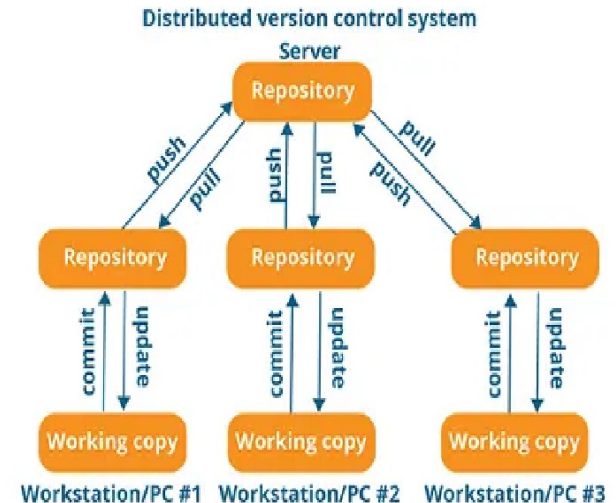 Distributed version control system
Server
Repository
push
pull
push
pull
push
pull
Repository
Repository
Repository
commit
update
commit
update
commit
update
Working copy
Working copy
Working copy
Workstation/PC #1
Workstation/PC #2
Workstation/PC #3